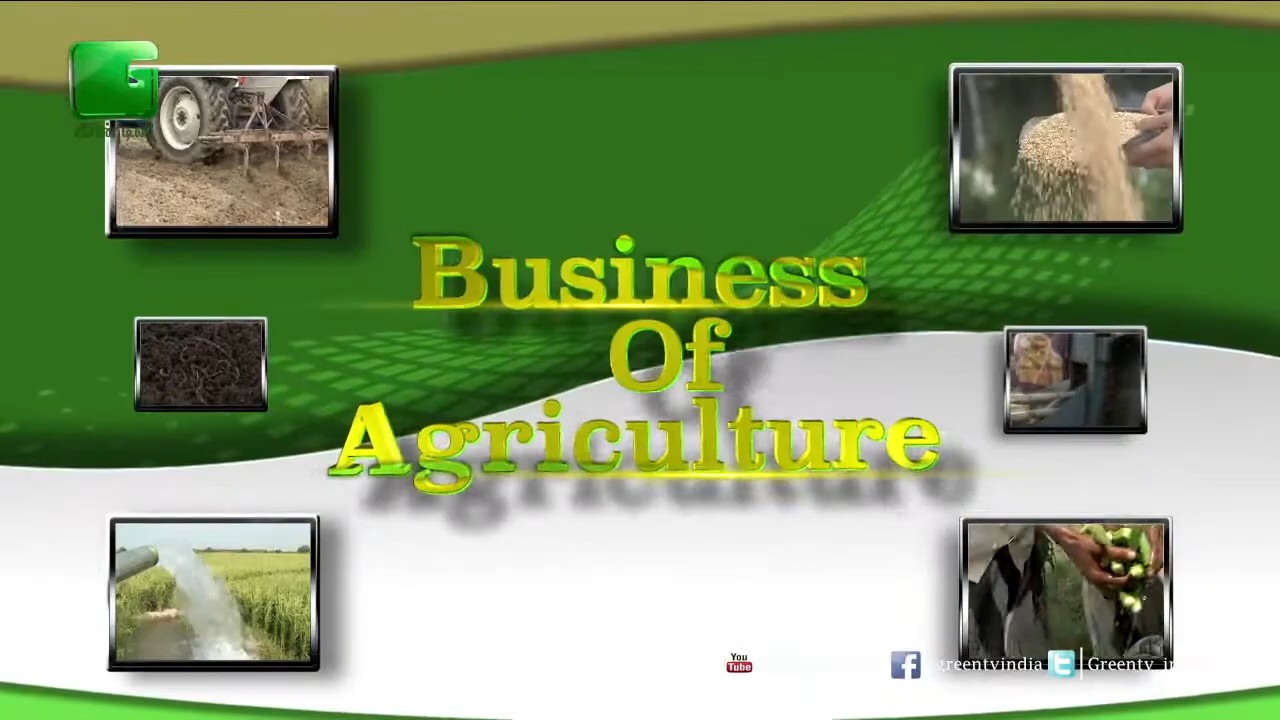 Business
Of
Agriculture
You
Tube
greentvindia
Greentv_in